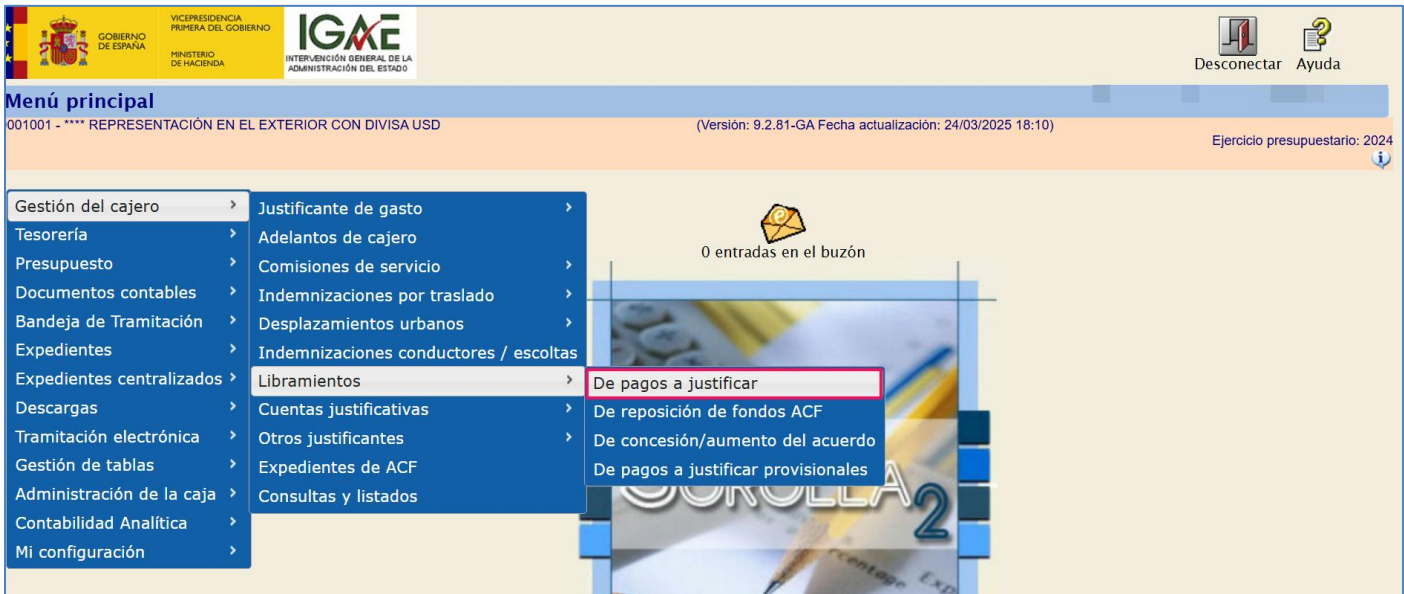 GOBIERNO
DE ESPAÑA
VICEPRESIDENCIA
PRIMERA DEL GOBIERNO
MINISTERIO
DE HACIENDA
IGAE
INTERVENCIÓN GENERAL DE LA
ADMINISTRACIÓN DEL ESTADO
Desconectar
Ayuda
Menú principal
001001 - **** REPRESENTACIÓN EN EL EXTERIOR CON DIVISA USD
(Versión: 9.2.81-GA Fecha actualización: 24/03/2025 18:10)
Ejercicio presupuestario: 2024
Gestión del cajero
Tesorería
Presupuesto
Documentos contables
Bandeja de Tramitación
Expedientes
Expedientes centralizados
Descargas
Tramitación electrónica
Gestión de tablas
Administración de la caja
Contabilidad Analítica
Mi configuración
Justificante de gasto
Adelantos de cajero
Comisiones de servicio
Indemnizaciones por traslado
Desplazamientos urbanos
Indemnizaciones conductores / escoltas
Libramientos
Cuentas justificativas
Otros justificantes
Expedientes de ACF
Consultas y listados
De pagos a justificar
De reposición de fondos ACF
De concesión/aumento del acuerdo
De pagos a justificar provisionales
0 entradas en el buzón
SOROLLA2